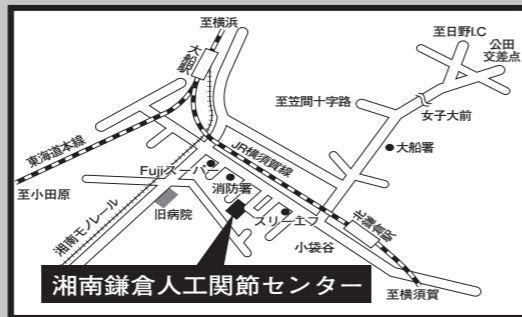 至横浜
大船駅
至日野I.C
公田
交差点
至笠間十字路
女子大前
東海道本線
JR横須賀線
大船署
Fujiスーパー
消防署
至小田原
旧病院
スリーエフ
北鎌倉駅
湘南モノレール
小袋谷
湘南鎌倉人工関節センター
至横須賀